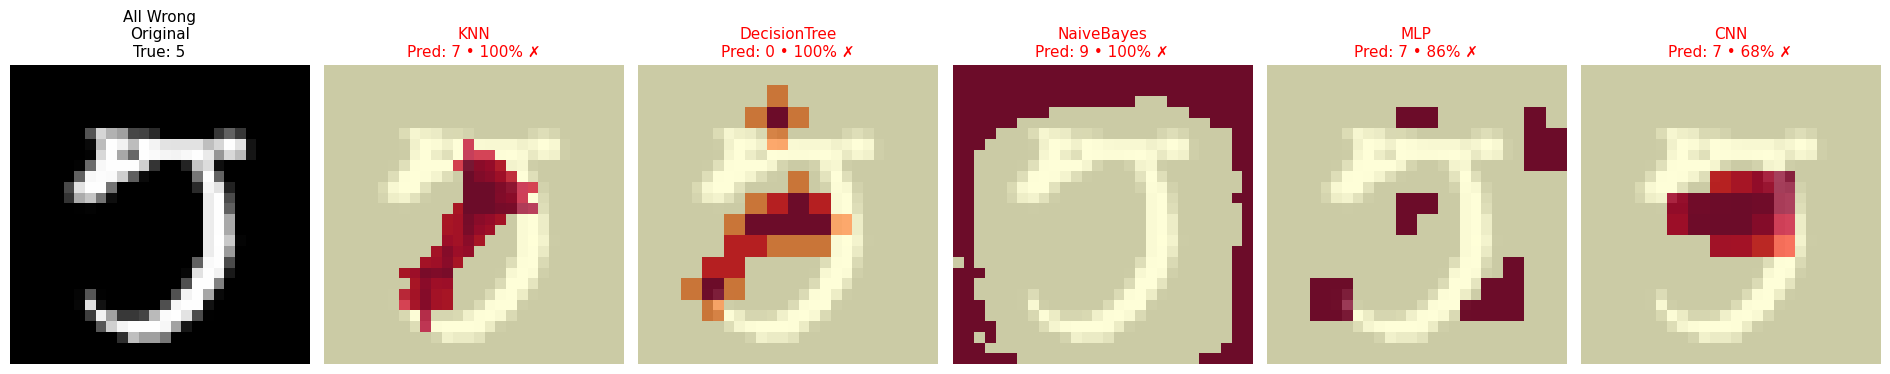 All Wrong
Original
True: 5
KNN
Pred: 7 • 100% ✗
DecisionTree
Pred: 0 • 100% ✗
NaiveBayes
Pred: 9 • 100% ✗
MLP
Pred: 7 • 86% ✗
CNN
Pred: 7 • 68% ✗